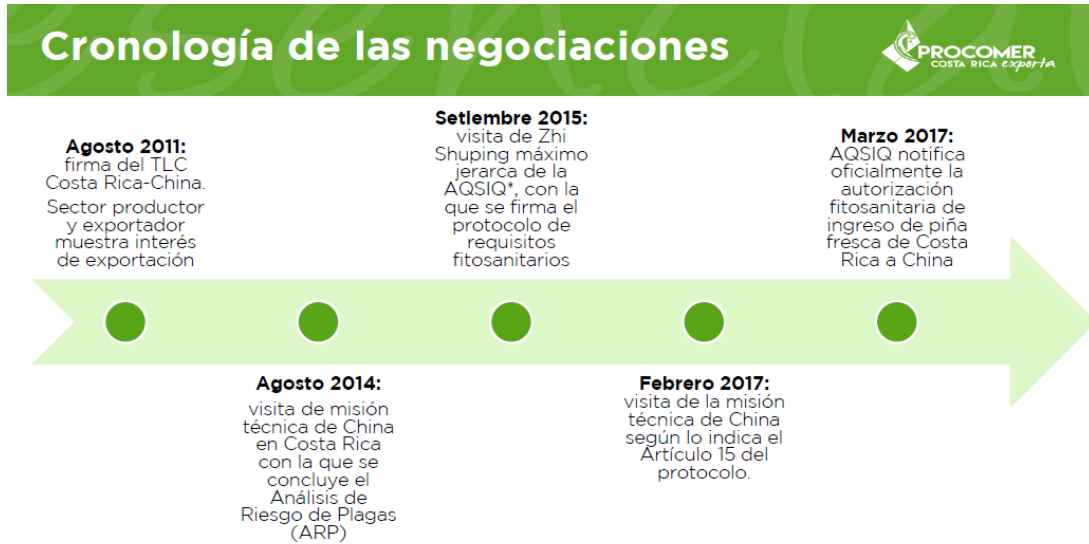 Cronología de las negociaciones
PROCOMER
COSTA RICA exporta
Agosto 2011:
firma del TLC
Costa Rica-China.
Sector productor
y exportador
muestra interés
de exportación
Agosto 2014:
visita de misión
técnica de China
en Costa Rica
con la que se
concluye el
Análisis de
Riesgo de Plagas
(ARP)
Setiembre 2015:
visita de Zhi
Shuping máximo
jerarca de la
AQSIQ*, con la
que se firma el
protocolo de
requisitos
fitosanitarios
Febrero 2017:
visita de la misión
técnica de China
según lo indica el
Artículo 15 del
protocolo.
Marzo 2017:
AQSIQ notifica
oficialmente la
autorización
fitosanitaria de
ingreso de piña
fresca de Costa
Rica a China